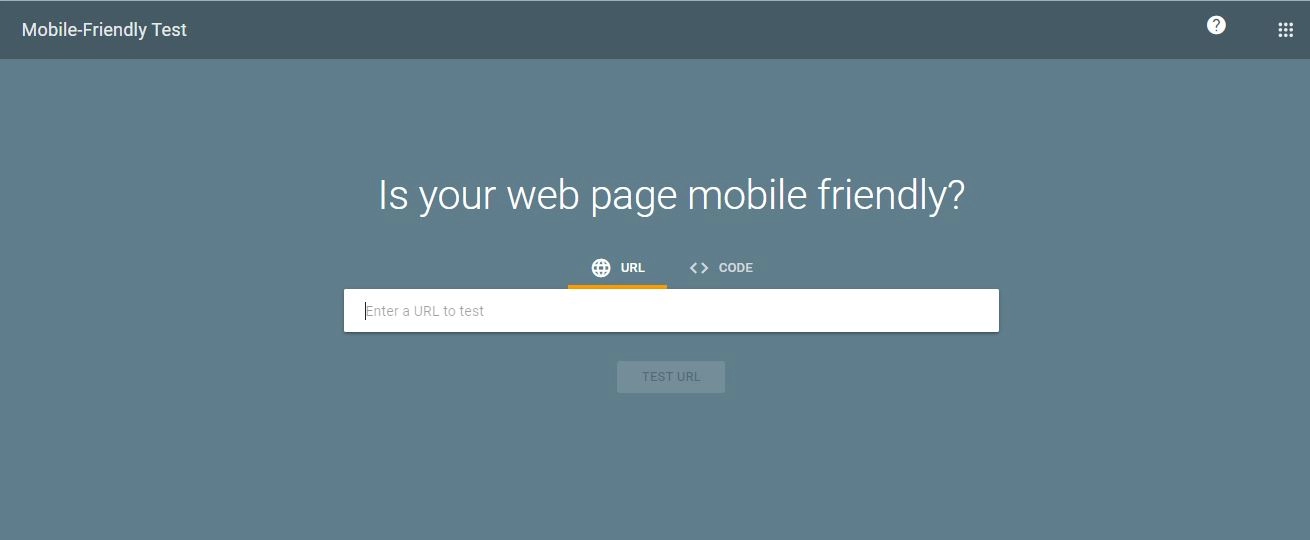 Mobile-Friendly Test
Is your web page mobile friendly?
URL
CODE
Enter a URL to test
TEST URL